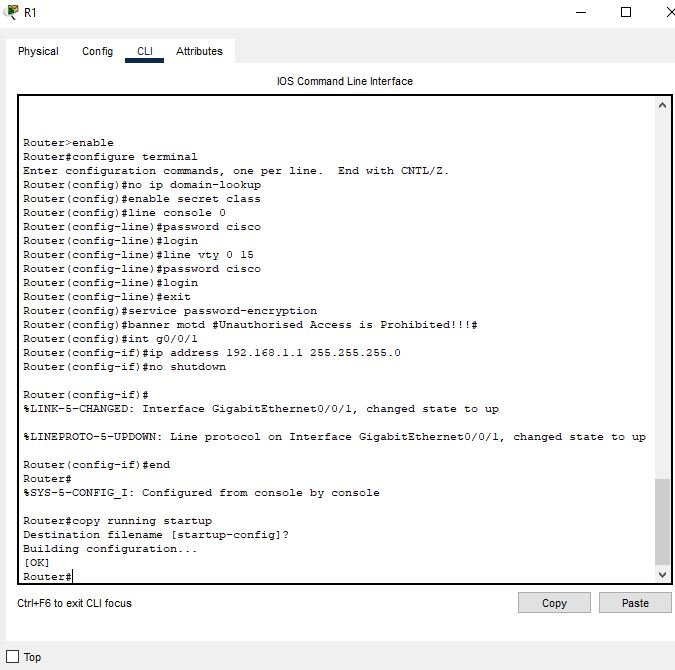 R1
Physical Config CLI Attributes
IOS Command Line Interface
Router>enable
Router#configure terminal
Enter configuration commands, one per line.  End with CNTL/Z.
Router(config)#no ip domain-lookup
Router(config)#enable secret class
Router(config)#line console 0
Router(config-line)#password cisco
Router(config-line)#login
Router(config-line)#line vty 0 15
Router(config-line)#password cisco
Router(config-line)#login
Router(config-line)#exit
Router(config)#service password-encryption
Router(config)#banner motd #Unauthorised Access is Prohibited!!!#
Router(config)#int g0/0/1
Router(config-if)#ip address 192.168.1.1 255.255.255.0
Router(config-if)#no shutdown
Router(config-if)#
%LINK-5-CHANGED: Interface GigabitEthernet0/0/1, changed state to up
%LINEPROTO-5-UPDOWN: Line protocol on Interface GigabitEthernet0/0/1, changed state to up
Router(config-if)#end
Router#
%SYS-5-CONFIG_I: Configured from console by console
Router#copy running startup
Destination filename [startup-config]?
Building configuration...
[OK]
Router#
Ctrl+F6 to exit CLI focus
Copy Paste
Top